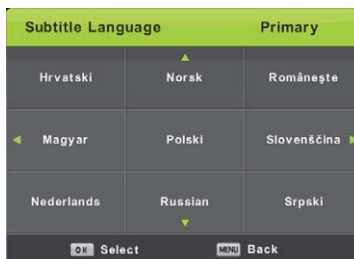 Subtitle Language Primary
Hrvatski Norsk Româneşte
Magyar Polski Slovenščina
Nederlands Russian Srpski
OK Select MENU Back